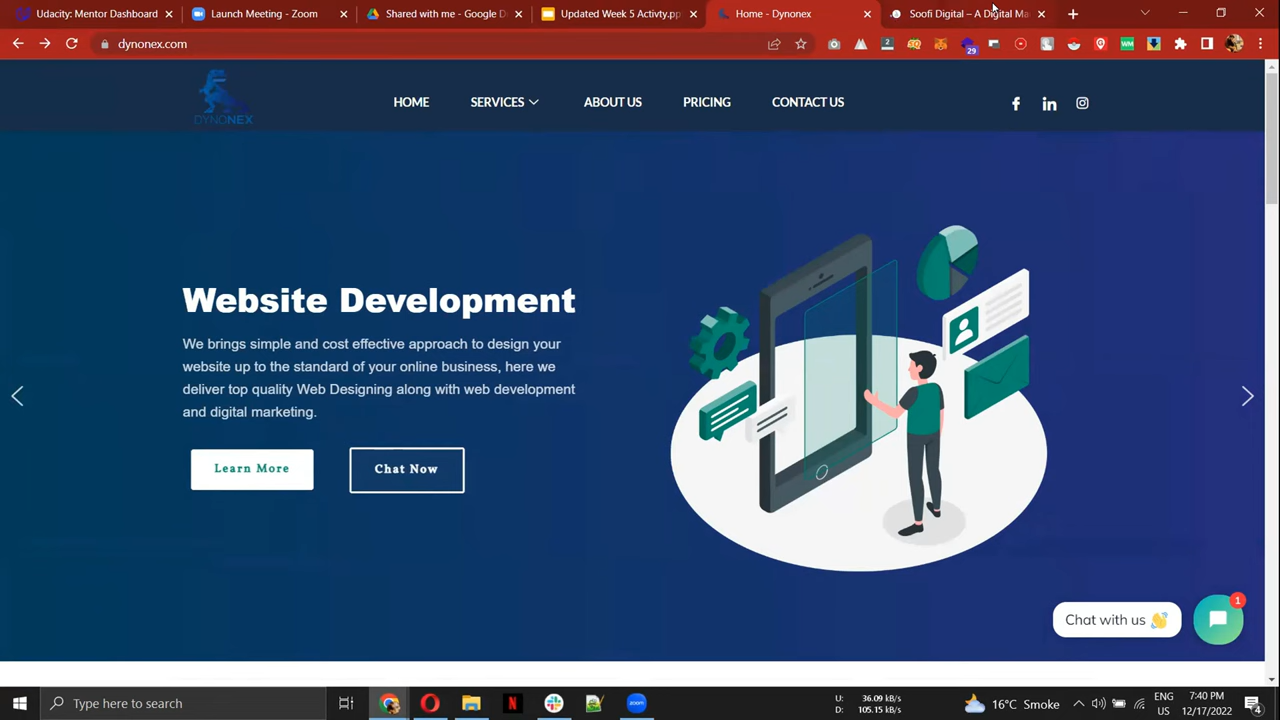 Udacity: Mentor Dashboard
Launch Meeting - Zoom
Shared with me - Google D
Updated Week 5 Activty.pp
Home - Dynonex
Soofi Digital – A Digital Ma
dynonex.com
2
29
WM
DYNONEX
HOME
SERVICES
ABOUT US
PRICING
CONTACT US
Website Development
We brings simple and cost effective approach to design your
website up to the standard of your online business, here we
deliver top quality Web Designing along with web development
and digital marketing.
Learn More
Chat Now
Chat with us
1
Type here to search
zoom
U: 36.09 kB/s
D: 105.15 kB/s
16°C Smoke
ENG
US
7:40 PM
12/17/2022
4